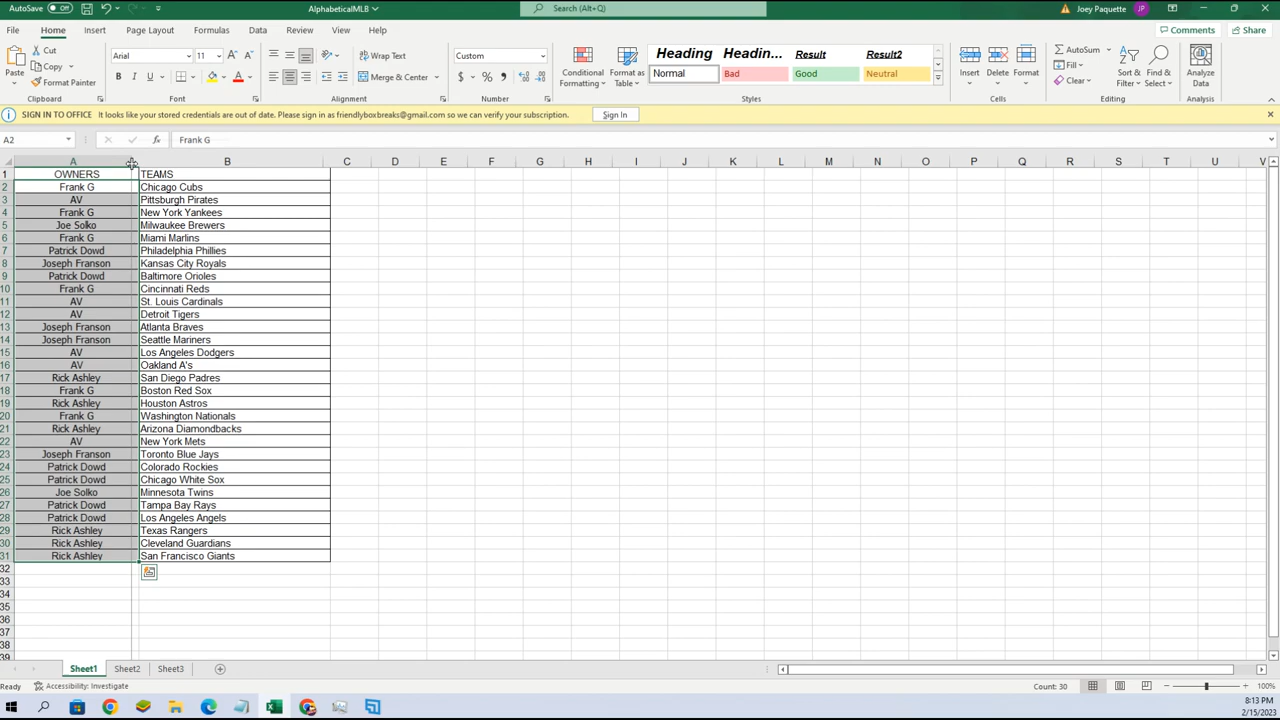 AutoSave Off AlphabeticalMLB Search (Alt+Q) Joey Paquette JP
File Home Insert Page Layout Formulas Data Review View Help Comments Share
Paste Cut Copy Format Painter Clipboard
Arial 11 A A B I U A Font
Wrap Text Merge & Center Alignment
Custom $ % , Number
Conditional Formatting Format as Table
Heading Headin... Result Result2
Normal Bad Good Neutral
Styles
Insert Delete Format Cells
AutoSum Fill Clear Sort & Filter Find & Select Editing
Analyze Data Analysis
SIGN IN TO OFFICE It looks like your stored credentials are out of date. Please sign in as friendlyboxbreaks@gmail.com so we can verify your subscription. Sign In
A2 fx Frank G
A B C D E F G H I J K L M N O P Q R S T U V
1 OWNERS TEAMS
2 Frank G Chicago Cubs
3 AV Pittsburgh Pirates
4 Frank G New York Yankees
5 Joe Solko Milwaukee Brewers
6 Frank G Miami Marlins
7 Patrick Dowd Philadelphia Phillies
8 Joseph Franson Kansas City Royals
9 Patrick Dowd Baltimore Orioles
10 Frank G Cincinnati Reds
11 AV St. Louis Cardinals
12 AV Detroit Tigers
13 Joseph Franson Atlanta Braves
14 Joseph Franson Seattle Mariners
15 AV Los Angeles Dodgers
16 AV Oakland A's
17 Rick Ashley San Diego Padres
18 Frank G Boston Red Sox
19 Rick Ashley Houston Astros
20 Frank G Washington Nationals
21 Rick Ashley Arizona Diamondbacks
22 AV New York Mets
23 Joseph Franson Toronto Blue Jays
24 Patrick Dowd Colorado Rockies
25 Patrick Dowd Chicago White Sox
26 Joe Solko Minnesota Twins
27 Patrick Dowd Tampa Bay Rays
28 Patrick Dowd Los Angeles Angels
29 Rick Ashley Texas Rangers
30 Rick Ashley Cleveland Guardians
31 Rick Ashley San Francisco Giants
32
33
34
35
36
37
38
39
Sheet1 Sheet2 Sheet3
Ready Accessibility: Investigate Count: 30 100%
8:13 PM
2/15/2023